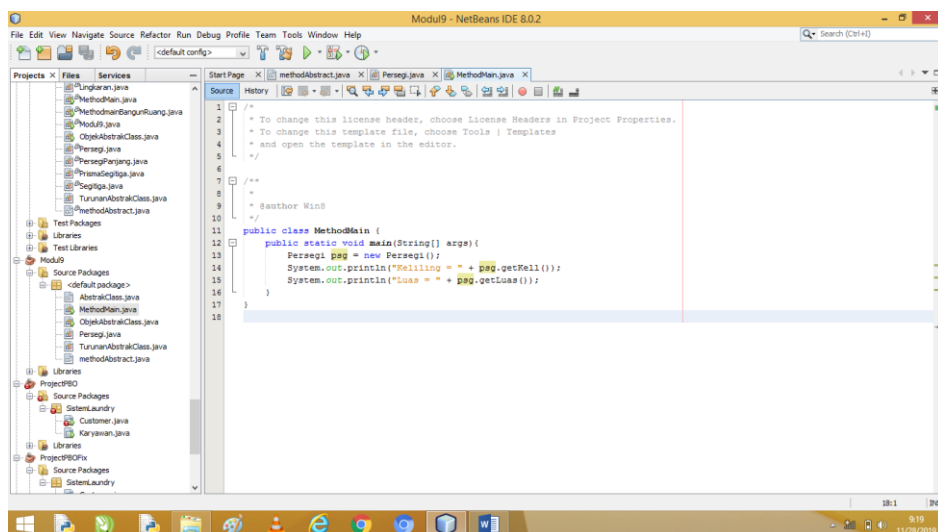 Modul9 - NetBeans IDE 8.0.2
File Edit View Navigate Source Refactor Run Debug Profile Team Tools Window Help
Search (Ctrl+I)
<default config>
Projects Files Services
Start Page methodAbstract.java Persegi.java MethodMain.java
Source History
Lingkaran.java
MethodMain.java
MethodmainBangunRuang.java
Modul9.java
ObjekAbstrakClass.java
Persegi.java
PersegiPanjang.java
PrismaSegitiga.java
Segitiga.java
TurunanAbstrakClass.java
methodAbstract.java
Test Packages
Libraries
Test Libraries
Modul9
Source Packages
<default package>
AbstrakClass.java
MethodMain.java
ObjekAbstrakClass.java
Persegi.java
TurunanAbstrakClass.java
methodAbstract.java
Libraries
ProjectPBO
Source Packages
SistemLaundry
Customer.java
Karyawan.java
Libraries
ProjectPBOFix
Source Packages
SistemLaundry
1 /*
2 * To change this license header, choose License Headers in Project Properties.
3 * To change this template file, choose Tools | Templates
4 * and open the template in the editor.
5 */
6
7 /**
8 *
9 * @author Win8
10 */
11 public class MethodMain {
12 public static void main(String[] args){
13 Persegi psg = new Persegi();
14 System.out.println("Keliling = " + psg.getKell());
15 System.out.println("Luas = " + psg.getLuas());
16 }
17 }
18
18:1
9:19
11/28/2019